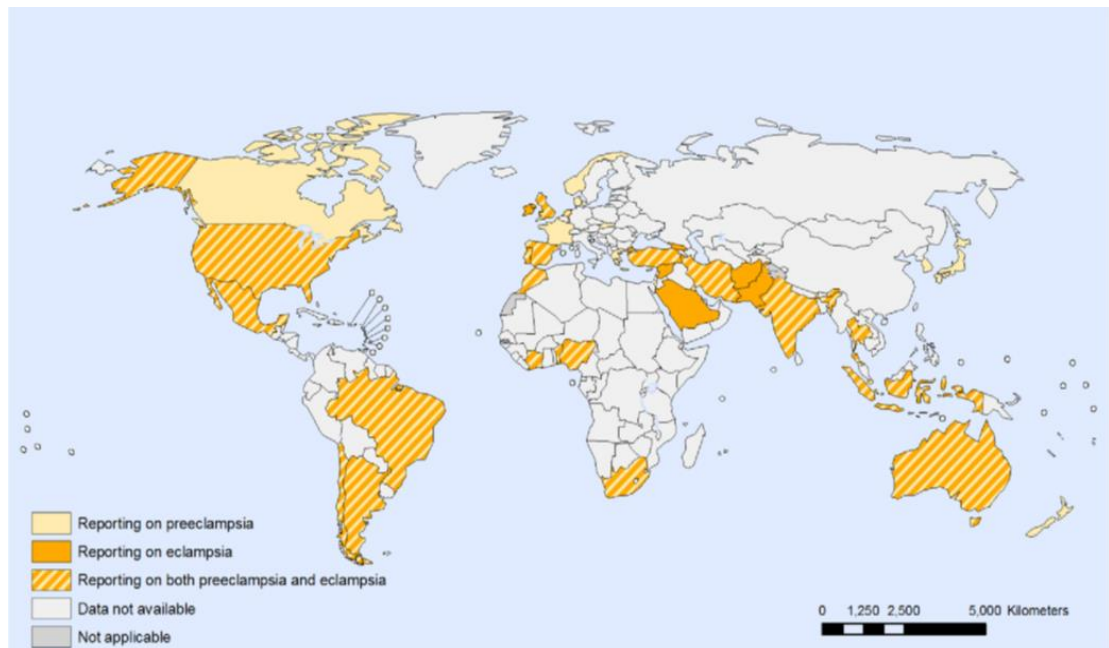 Reporting on preeclampsia
Reporting on eclampsia
Reporting on both preeclampsia and eclampsia
Data not available
Not applicable
0 1,250 2,500 5,000 Kilometers